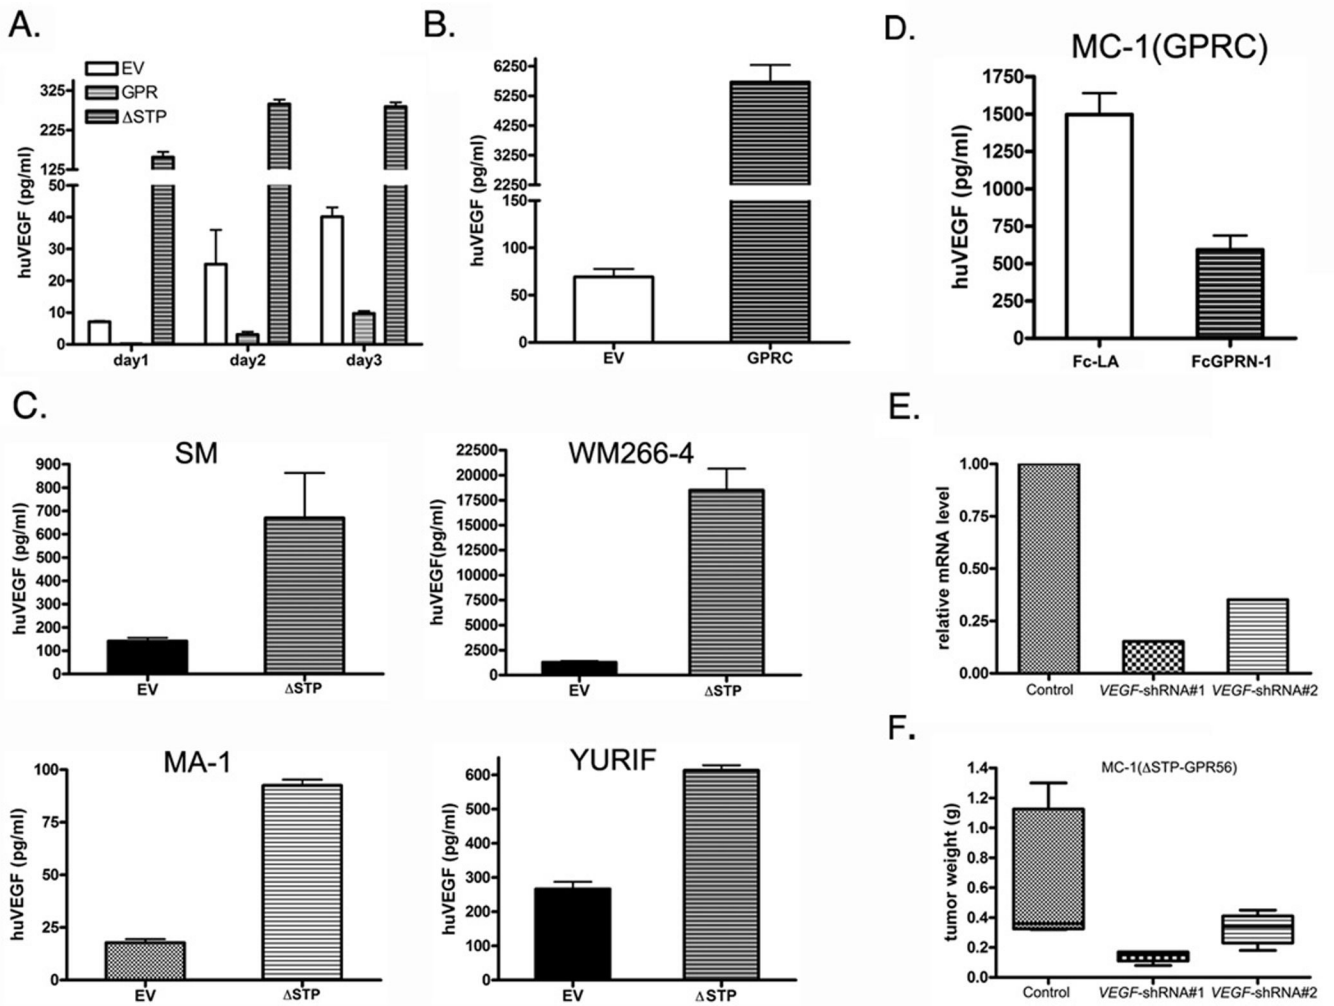 A.
EV
GPR
ΔSTP
huVEGF (pg/ml)
325
225
125
50
40
30
20
10
0
day1 day2 day3
B.
huVEGF (pg/ml)
6250
5250
4250
3250
2250
150
100
50
0
EV GPRC
D.
MC-1(GPRC)
huVEGF (pg/ml)
1750
1500
1250
1000
750
500
250
0
Fc-LA FcGPRN-1
C.
SM
huVEGF (pg/ml)
900
800
700
600
500
400
300
200
100
0
EV ΔSTP
WM266-4
huVEGF(pg/ml)
22500
20000
17500
15000
12500
10000
7500
5000
2500
0
EV ΔSTP
MA-1
huVEGF (pg/ml)
100
75
50
25
0
EV ΔSTP
YURIF
huVEGF (pg/ml)
600
500
400
300
200
100
0
EV ΔSTP
E.
relative mRNA level
1.00
0.75
0.50
0.25
0.00
Control VEGF-shRNA#1 VEGF-shRNA#2
F.
MC-1(ΔSTP-GPR56)
tumor weight (g)
1.4
1.2
1.0
0.8
0.6
0.4
0.2
0.0
Control VEGF-shRNA#1 VEGF-shRNA#2